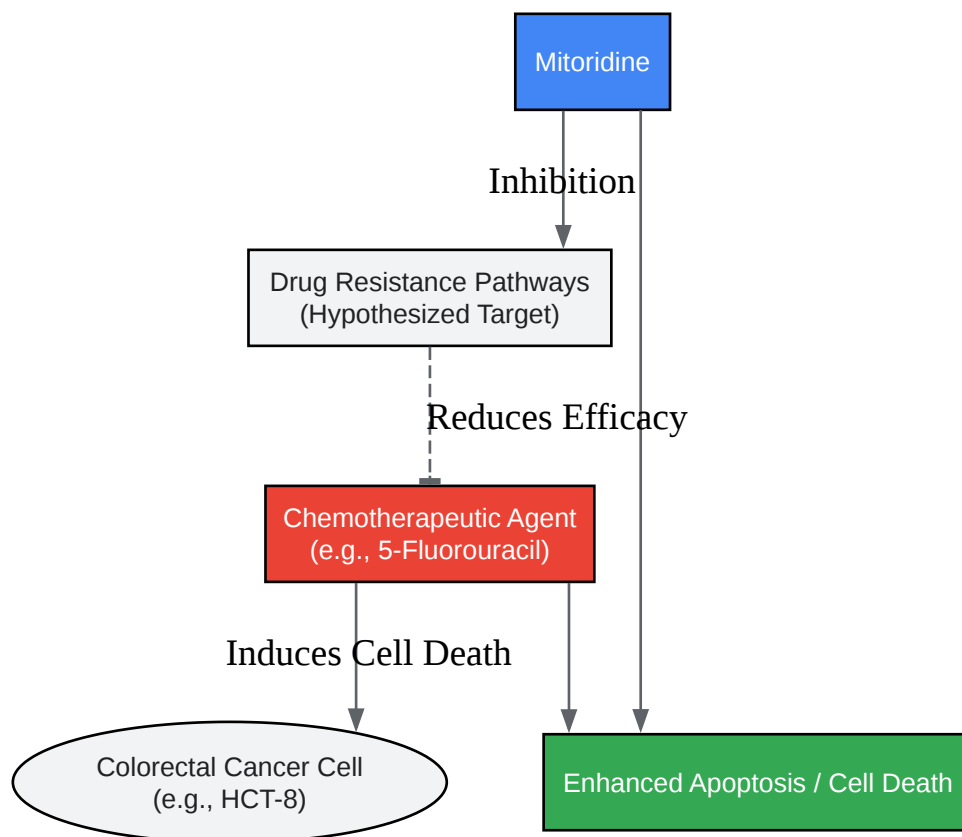 Mitoridine
Inhibition
Drug Resistance Pathways
(Hypothesized Target)
Reduces Efficacy
Chemotherapeutic Agent
(e.g., 5-Fluorouracil)
Induces Cell Death
Colorectal Cancer Cell
(e.g., HCT-8)
Enhanced Apoptosis / Cell Death